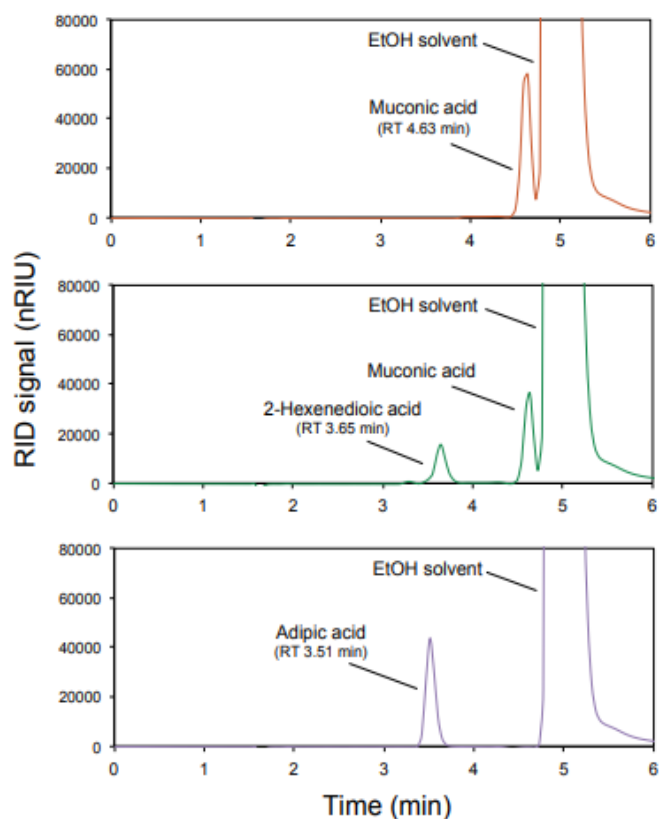 RID signal (nRIU)
80000
60000
40000
20000
0
EtOH solvent
Muconic acid
(RT 4.63 min)
0 1 2 3 4 5 6
80000
60000
40000
20000
0
EtOH solvent
Muconic acid
2-Hexenedioic acid
(RT 3.65 min)
0 1 2 3 4 5 6
80000
60000
40000
20000
0
EtOH solvent
Adipic acid
(RT 3.51 min)
0 1 2 3 4 5 6
Time (min)